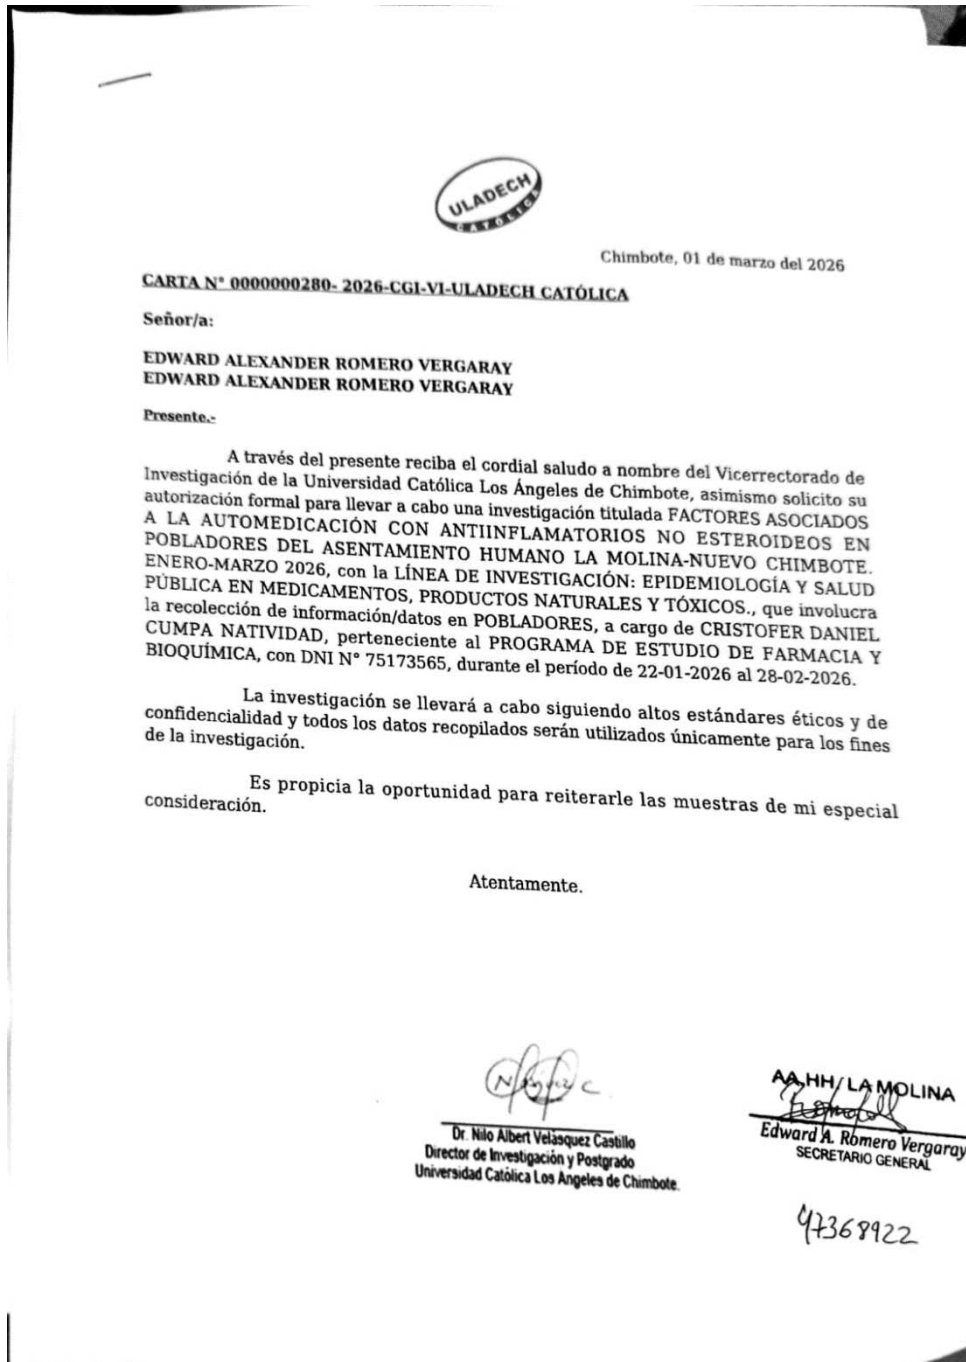 ULADECH
CATÓLICA
Chimbote, 01 de marzo del 2026
CARTA N° 0000000280- 2026-CGI-VI-ULADECH CATÓLICA
Señor/a:
EDWARD ALEXANDER ROMERO VERGARAY
EDWARD ALEXANDER ROMERO VERGARAY
Presente.-
A través del presente reciba el cordial saludo a nombre del Vicerrectorado de
Investigación de la Universidad Católica Los Ángeles de Chimbote, asimismo solicito su
autorización formal para llevar a cabo una investigación titulada FACTORES ASOCIADOS
A LA AUTOMEDICACIÓN CON ANTIINFLAMATORIOS NO ESTEROIDEOS EN
POBLADORES DEL ASENTAMIENTO HUMANO LA MOLINA-NUEVO CHIMBOTE.
ENERO-MARZO 2026, con la LÍNEA DE INVESTIGACIÓN: EPIDEMIOLOGÍA Y SALUD
PÚBLICA EN MEDICAMENTOS, PRODUCTOS NATURALES Y TÓXICOS., que involucra
la recolección de información/datos en POBLADORES, a cargo de CRISTOFER DANIEL
CUMPA NATIVIDAD, perteneciente al PROGRAMA DE ESTUDIO DE FARMACIA Y
BIOQUÍMICA, con DNI N° 75173565, durante el período de 22-01-2026 al 28-02-2026.
La investigación se llevará a cabo siguiendo altos estándares éticos y de
confidencialidad y todos los datos recopilados serán utilizados únicamente para los fines
de la investigación.
Es propicia la oportunidad para reiterarle las muestras de mi especial
consideración.
Atentamente.
Dr. Nilo Albert Velásquez Castillo
Director de Investigación y Postgrado
Universidad Católica Los Angeles de Chimbote.
AA.HH/ LA MOLINA
Edward A. Romero Vergaray
SECRETARIO GENERAL
47368922